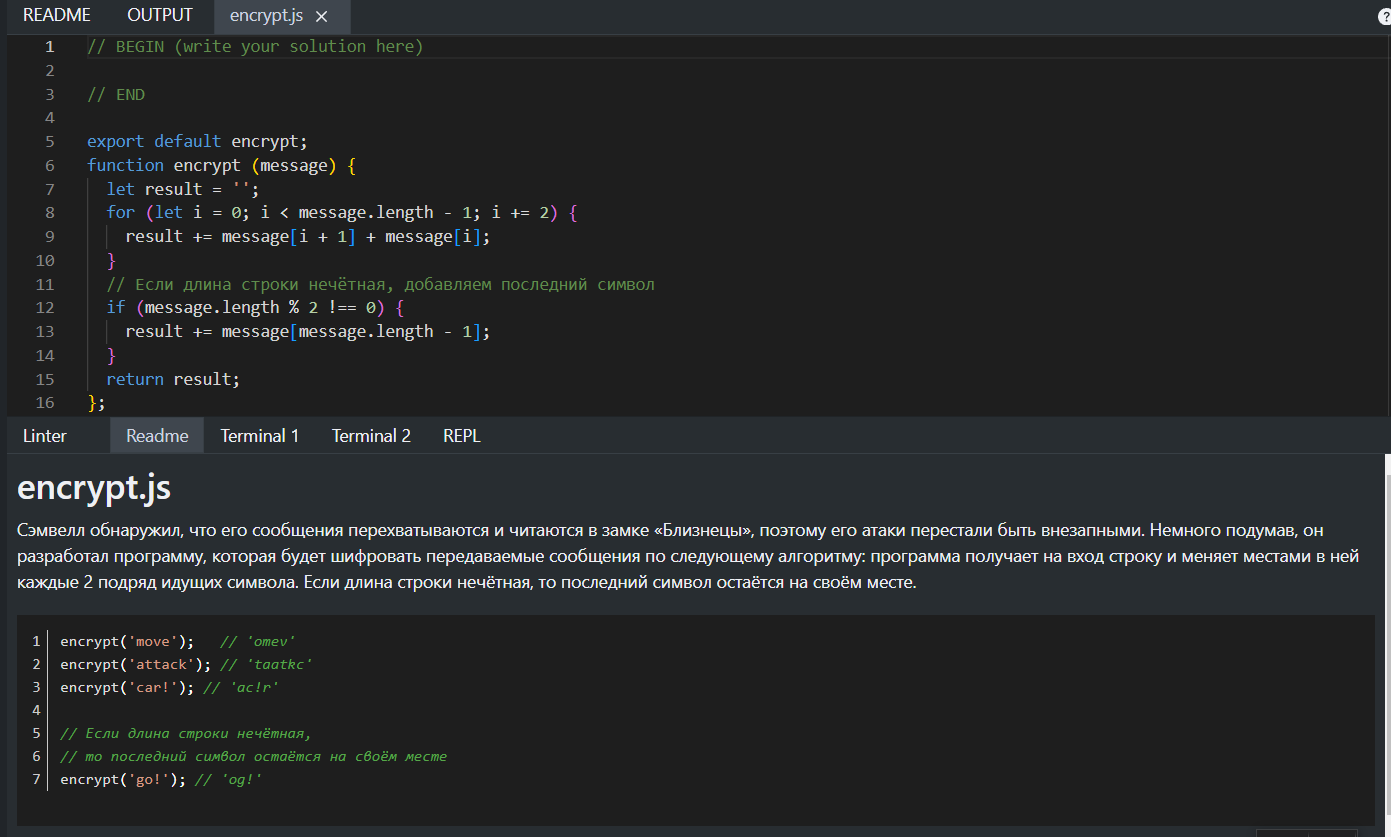 README OUTPUT encrypt.js ×
?
1 // BEGIN (write your solution here)
2
3 // END
4
5 export default encrypt;
6 function encrypt (message) {
7 let result = '';
8 for (let i = 0; i < message.length - 1; i += 2) {
9 result += message[i + 1] + message[i];
10 }
11 // Если длина строки нечётная, добавляем последний символ
12 if (message.length % 2 !== 0) {
13 result += message[message.length - 1];
14 }
15 return result;
16 };
Linter Readme Terminal 1 Terminal 2 REPL
encrypt.js
Сэмвелл обнаружил, что его сообщения перехватываются и читаются в замке «Близнецы», поэтому его атаки перестали быть внезапными. Немного подумав, он
разработал программу, которая будет шифровать передаваемые сообщения по следующему алгоритму: программа получает на вход строку и меняет местами в ней
каждые 2 подряд идущих символа. Если длина строки нечётная, то последний символ остаётся на своём месте.
1 encrypt('move'); // 'omev'
2 encrypt('attack'); // 'taatkc'
3 encrypt('car!'); // 'ac!r'
4
5 // Если длина строки нечётная,
6 // то последний символ остаётся на своём месте
7 encrypt('go!'); // 'og!'